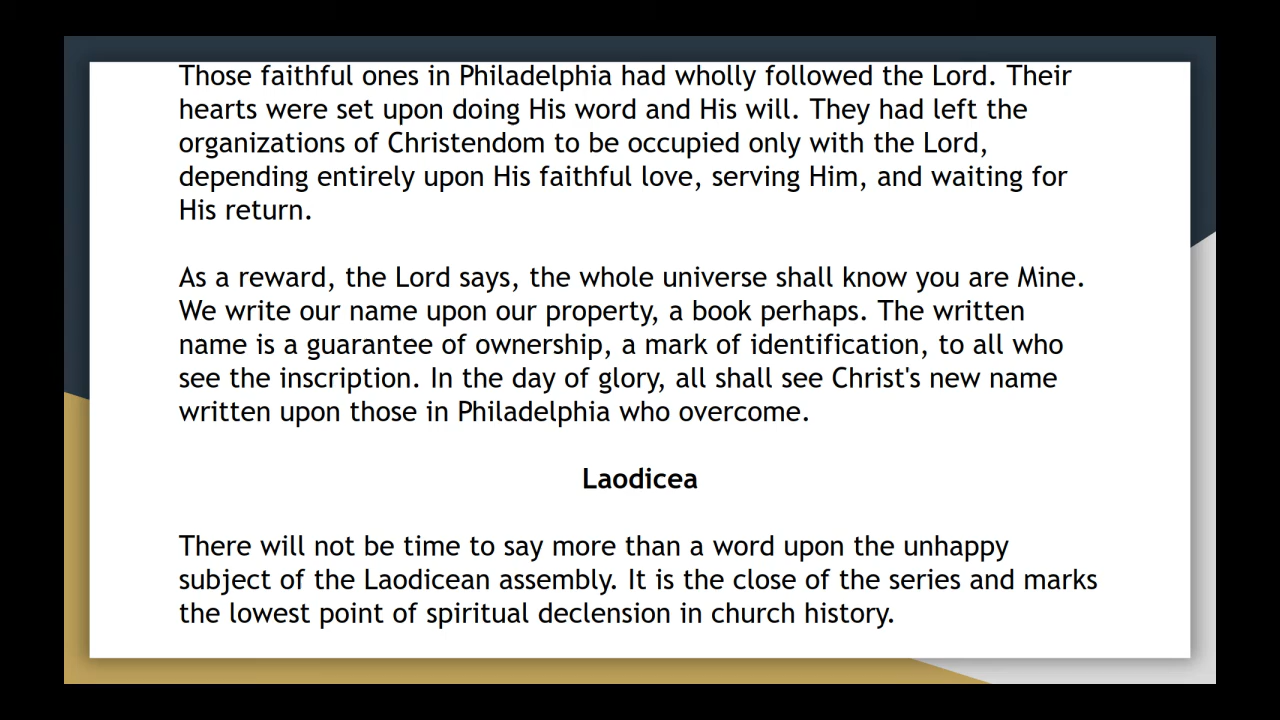 Those faithful ones in Philadelphia had wholly followed the Lord. Their
hearts were set upon doing His word and His will. They had left the
organizations of Christendom to be occupied only with the Lord,
depending entirely upon His faithful love, serving Him, and waiting for
His return.
As a reward, the Lord says, the whole universe shall know you are Mine.
We write our name upon our property, a book perhaps. The written
name is a guarantee of ownership, a mark of identification, to all who
see the inscription. In the day of glory, all shall see Christ's new name
written upon those in Philadelphia who overcome.
Laodicea
There will not be time to say more than a word upon the unhappy
subject of the Laodicean assembly. It is the close of the series and marks
the lowest point of spiritual declension in church history.